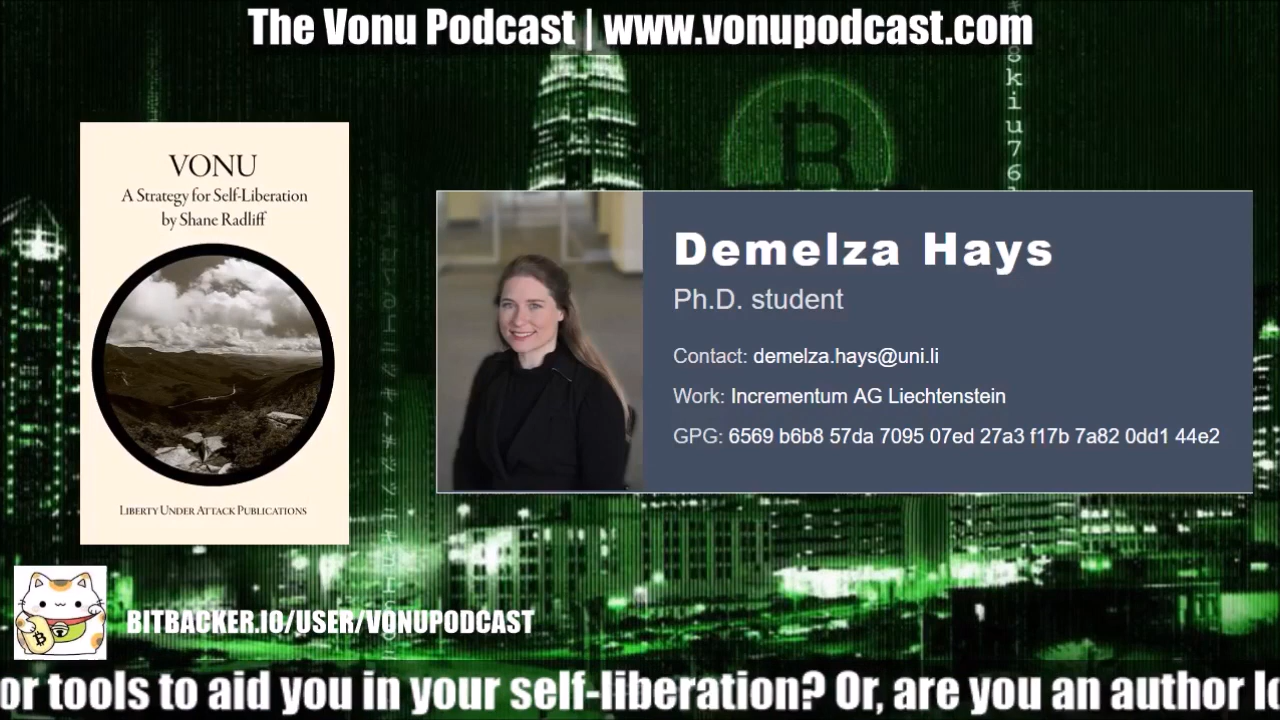 The Vonu Podcast | www.vonupodcast.com
VONU
A Strategy for Self-Liberation
by Shane Radliff
LIBERTY UNDER ATTACK PUBLICATIONS
Demelza Hays
Ph.D. student
Contact: demelza.hays@uni.li
Work: Incrementum AG Liechtenstein
GPG: 6569 b6b8 57da 7095 07ed 27a3 f17b 7a82 0dd1 44e2
BITBACKER.IO/USER/VONUPODCAST
or tools to aid you in your self-liberation? Or, are you an author lo